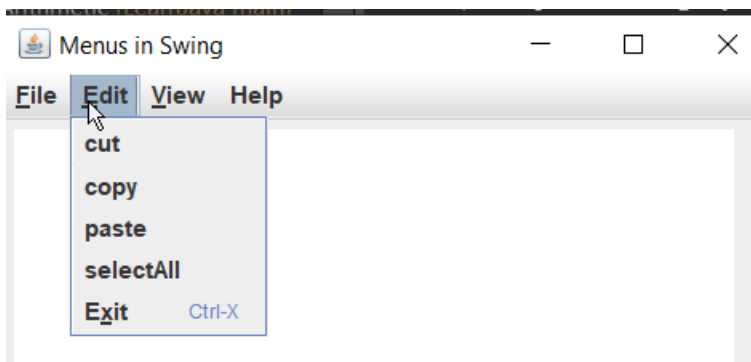 Menus in Swing
File Edit View Help
cut
copy
paste
selectAll
Exit Ctrl-X